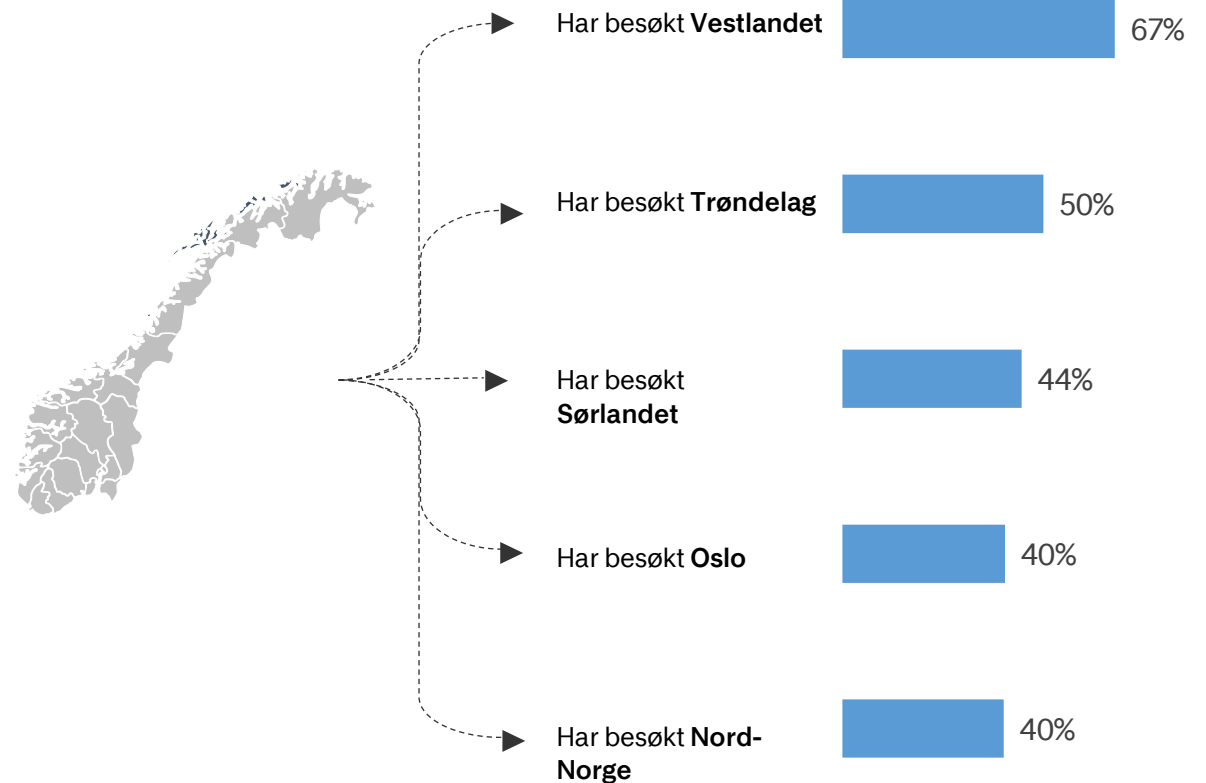 Har besøkt Vestlandet
67%
Har besøkt Trøndelag
50%
Har besøkt
Sørlandet
44%
Har besøkt Oslo
40%
Har besøkt Nord-
Norge
40%